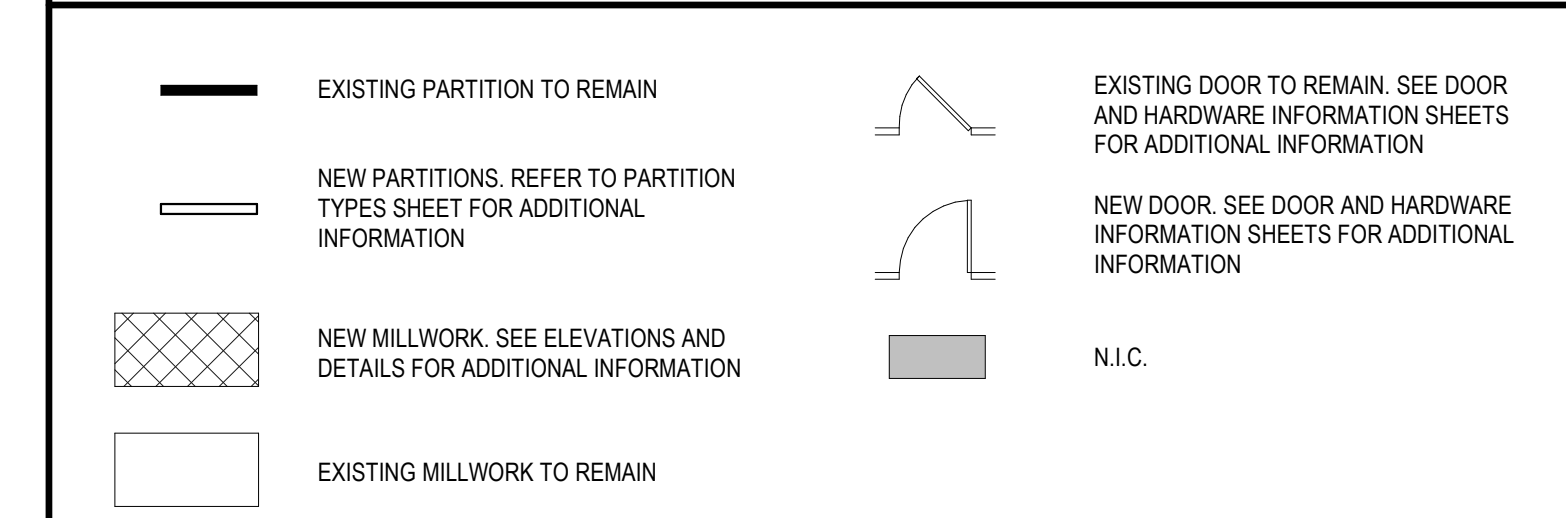 EXISTING PARTITION TO REMAIN
NEW PARTITIONS. REFER TO PARTITION
TYPES SHEET FOR ADDITIONAL
INFORMATION
NEW MILLWORK. SEE ELEVATIONS AND
DETAILS FOR ADDITIONAL INFORMATION
EXISTING MILLWORK TO REMAIN
EXISTING DOOR TO REMAIN. SEE DOOR
AND HARDWARE INFORMATION SHEETS
FOR ADDITIONAL INFORMATION
NEW DOOR. SEE DOOR AND HARDWARE
INFORMATION SHEETS FOR ADDITIONAL
INFORMATION
N.I.C.